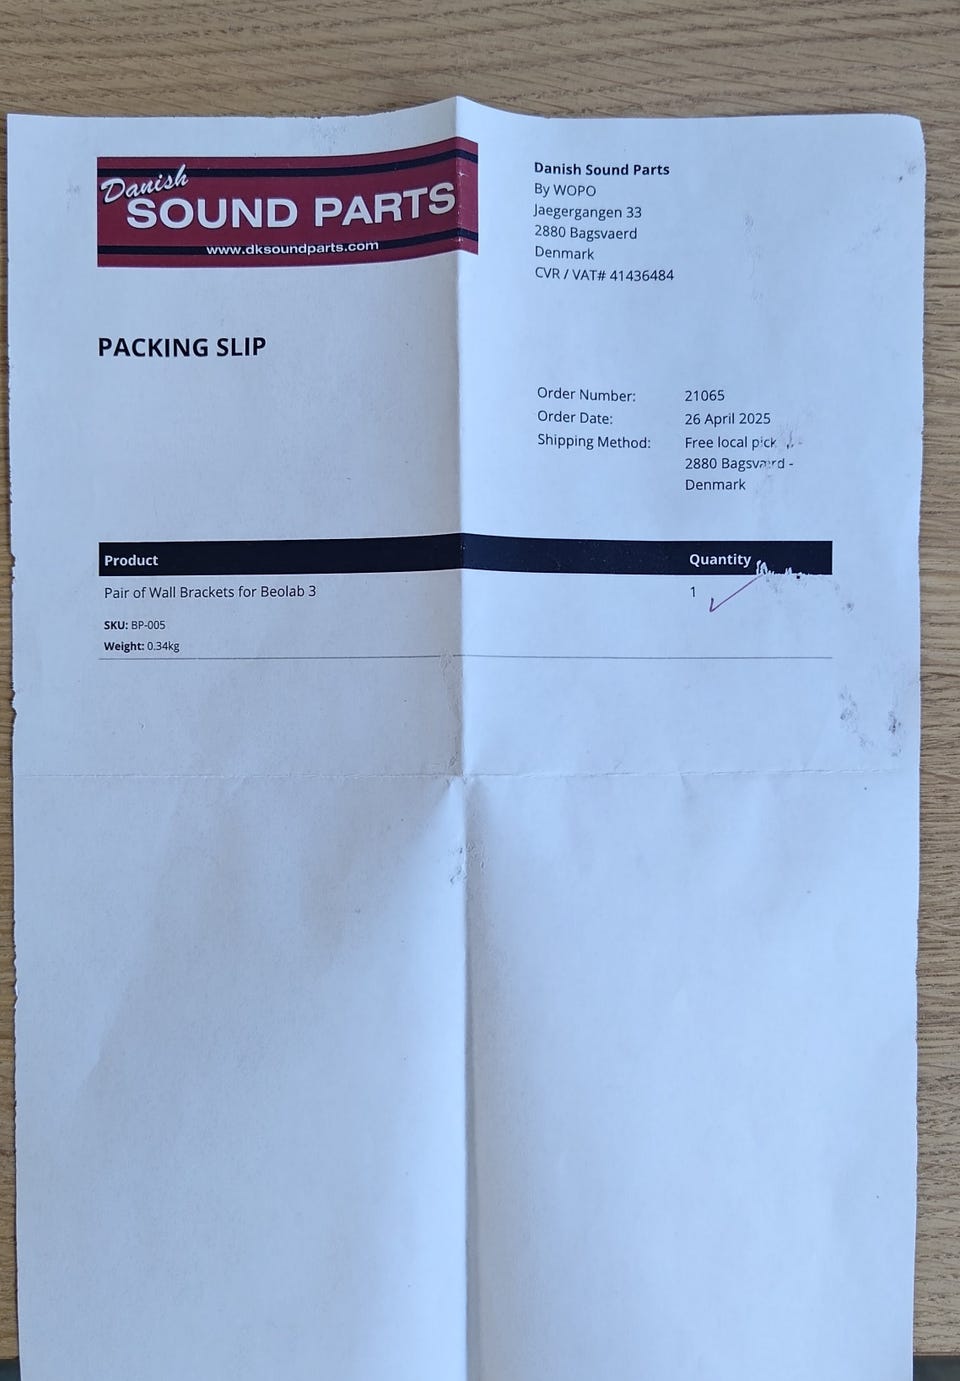 Danish
SOUND PARTS
www.dksoundparts.com
Danish Sound Parts
By WOPO
Jaegergangen 33
2880 Bagsvaerd
Denmark
CVR / VAT# 41436484
PACKING SLIP
Order Number: 21065
Order Date: 26 April 2025
Shipping Method: Free local pick
2880 Bagsvaerd -
Denmark
Product Quantity
Pair of Wall Brackets for Beolab 3 1
SKU: BP-005
Weight: 0.34kg